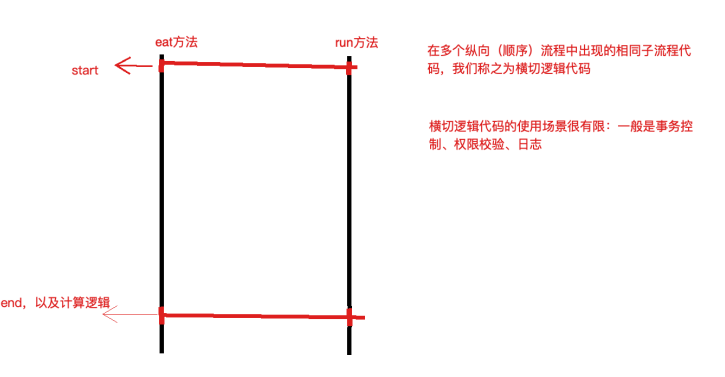 eat方法
run方法
start
在多个纵向（顺序）流程中出现的相同子流程代
码，我们称之为横切逻辑代码
横切逻辑代码的使用场景很有限：一般是事务控
制、权限校验、日志
end，以及计算逻辑